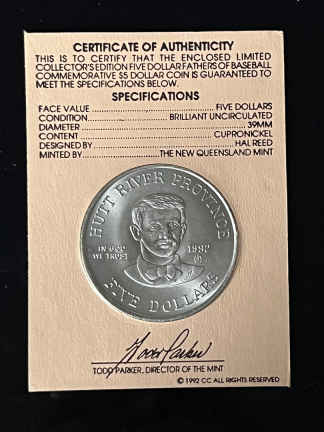 CERTIFICATE OF AUTHENTICITY
THIS IS TO CERTIFY THAT THE ENCLOSED LIMITED
COLLECTOR'S EDITION FIVE DOLLAR FATHERS OF BASEBALL
COMMEMORATIVE $5 DOLLAR COIN IS GUARANTEED TO
MEET THE SPECIFICATIONS BELOW.
SPECIFICATIONS
FACE VALUE ........ FIVE DOLLARS
CONDITION ........ BRILLIANT UNCIRCULATED
DIAMETER ........ 39MM
CONTENT ........ CUPRONICKEL
DESIGNED BY ........ HAL REED
MINTED BY ........ THE NEW QUEENSLAND MINT
HUTT RIVER PROVINCE
IN GOD 1992
WE TRUST
FIVE DOLLARS
Todd Parker
TODD PARKER, DIRECTOR OF THE MINT
© 1992 CC ALL RIGHTS RESERVED